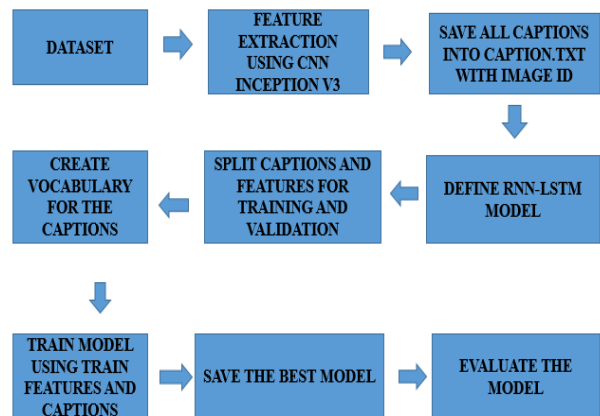 DATASET
FEATURE
EXTRACTION
USING CNN
INCEPTION V3
SAVE ALL CAPTIONS
INTO CAPTION.TXT
WITH IMAGE ID
DEFINE RNN-LSTM
MODEL
SPLIT CAPTIONS AND
FEATURES FOR
TRAINING AND
VALIDATION
CREATE
VOCABULARY
FOR THE
CAPTIONS
TRAIN MODEL
USING TRAIN
FEATURES AND
CAPTIONS
SAVE THE BEST MODEL
EVALUATE THE
MODEL